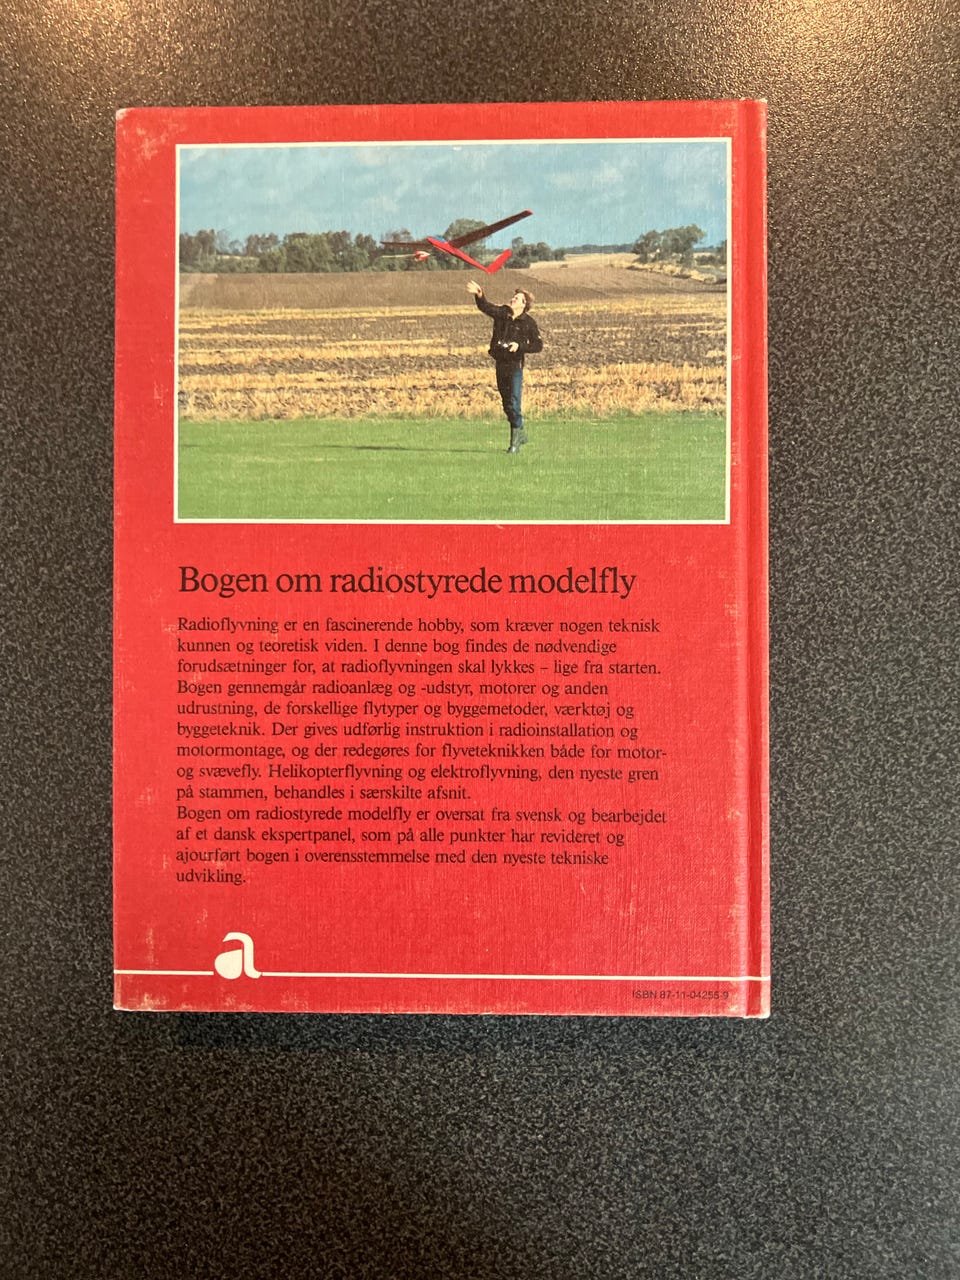 Bogen om radiostyrede modelfly
Radioflyvning er en fascinerende hobby, som kræver nogen teknisk
kunnen og teoretisk viden. I denne bog findes de nødvendige
forudsætninger for, at radioflyvningen skal lykkes – lige fra starten.
Bogen gennemgår radioanlæg og -udstyr, motorer og anden
udrustning, de forskellige flytyper og byggemetoder, værktøj og
byggeteknik. Der gives udførlig instruktion i radioinstallation og
motormontage, og der redegøres for flyveteknikken både for motor-
og svævefly. Helikopterflyvning og elektroflyvning, den nyeste gren
på stammen, behandles i særskilte afsnit.
Bogen om radiostyrede modelfly er oversat fra svensk og bearbejdet
af et dansk ekspertpanel, som på alle punkter har revideret og
ajourført bogen i overensstemmelse med den nyeste tekniske
udvikling.
a
ISBN 87-11-04255-9